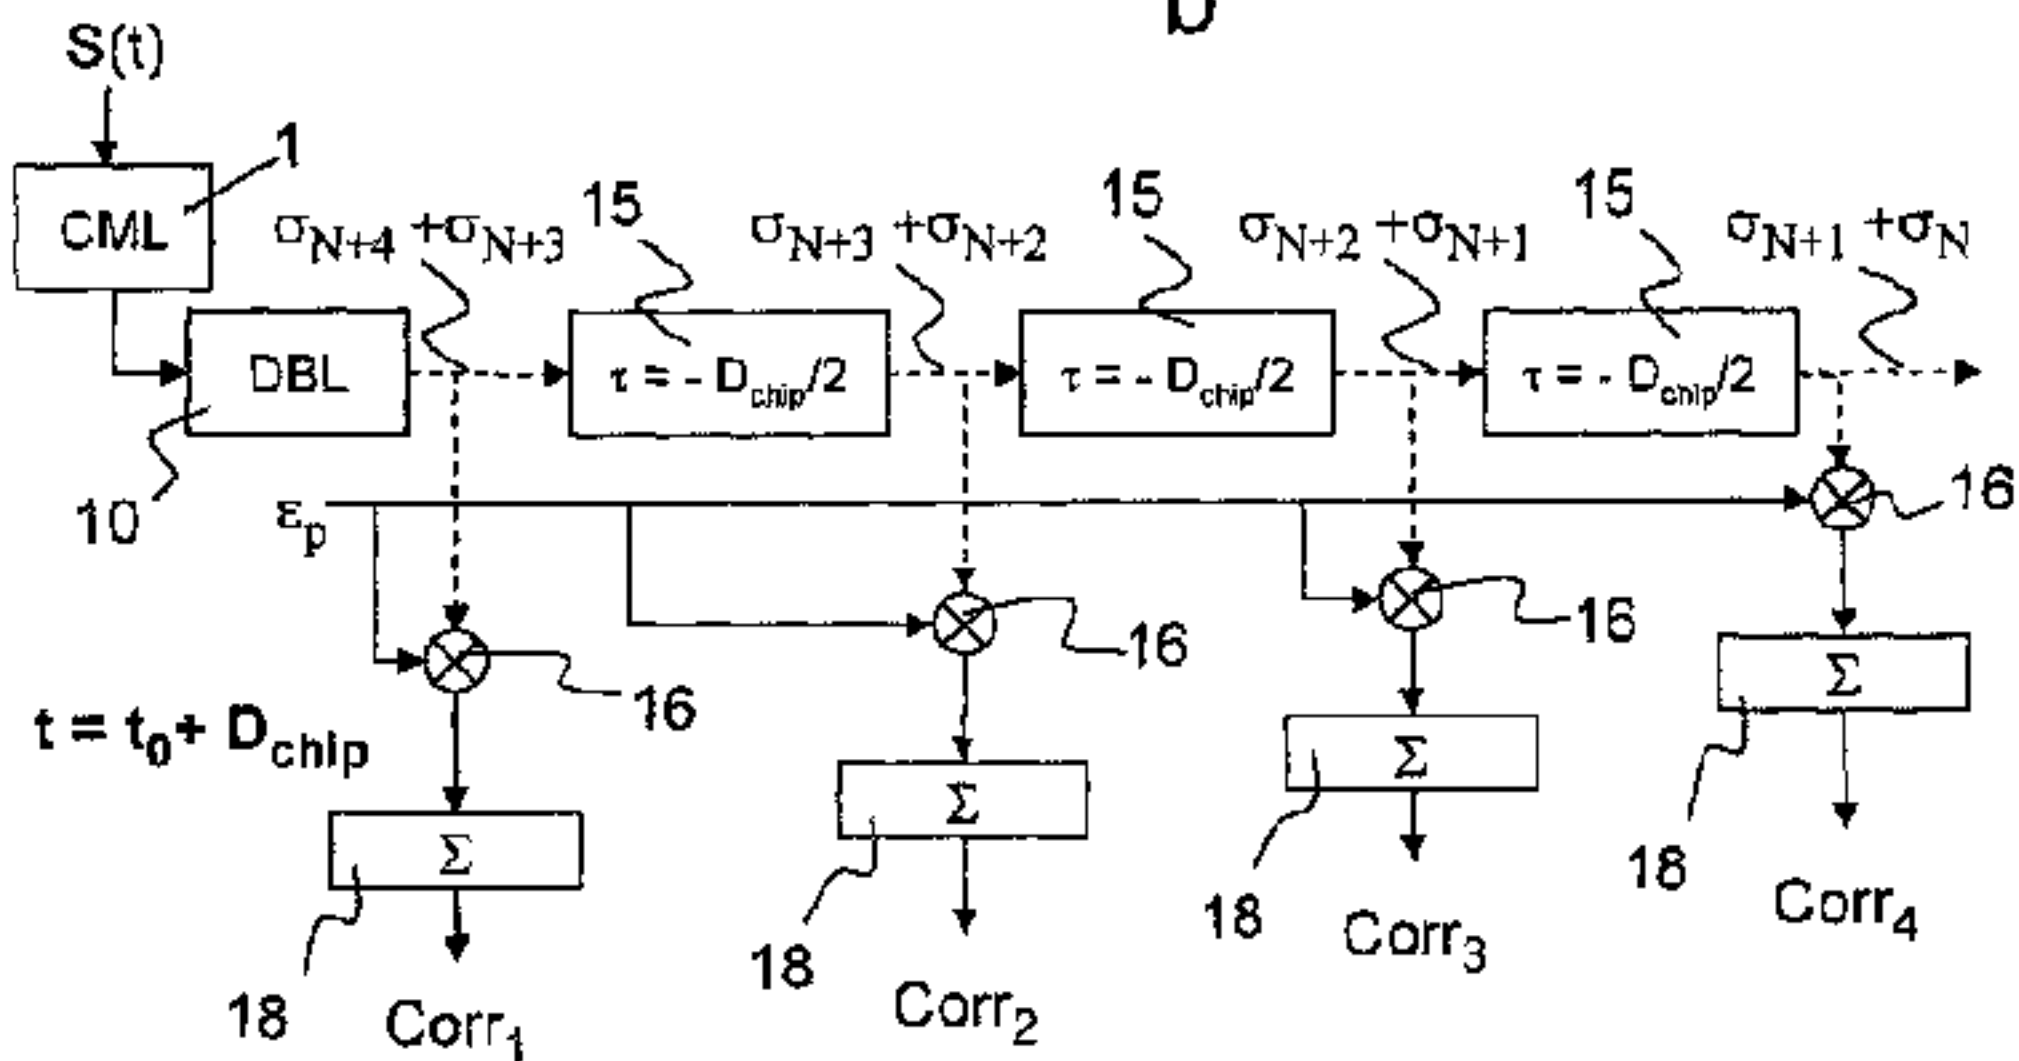 D
S(t)
1
CML
σN+4 +σN+3
15
σN+3 +σN+2
15
σN+2 +σN+1
15
σN+1 +σN
DBL
τ = - Dchip/2
τ = - Dchip/2
τ = - Dchip/2
10
εp
16
16
16
16
t = t0+ Dchip
Σ
Σ
Σ
Σ
18
18
18
18
Corr1
Corr2
Corr3
Corr4